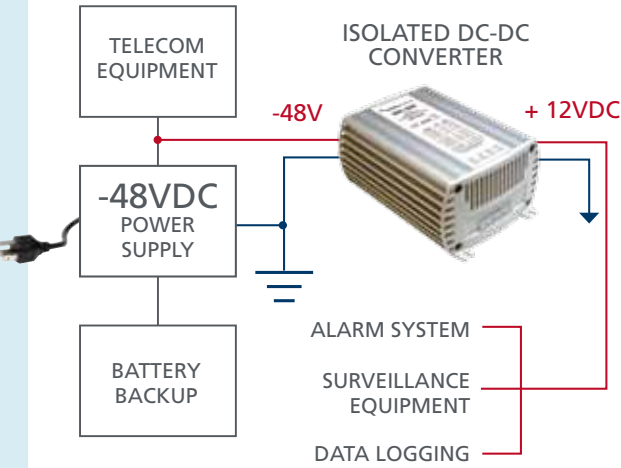 TELECOM
EQUIPMENT
ISOLATED DC-DC
CONVERTER
-48V
+ 12VDC
-48VDC
POWER
SUPPLY
BATTERY
BACKUP
ALARM SYSTEM
SURVEILLANCE
EQUIPMENT
DATA LOGGING